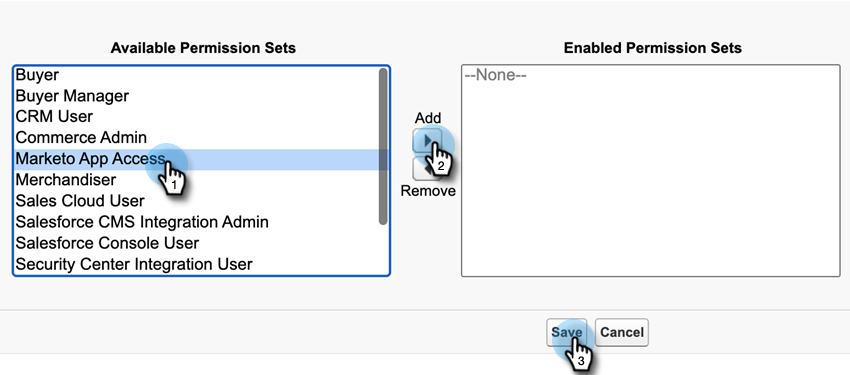 Available Permission Sets
Enabled Permission Sets
Buyer
Buyer Manager
CRM User
Commerce Admin
Marketo App Access
Merchandiser
Sales Cloud User
Salesforce CMS Integration Admin
Salesforce Console User
Security Center Integration User
1
Add
2
Remove
--None--
Save
Cancel
3